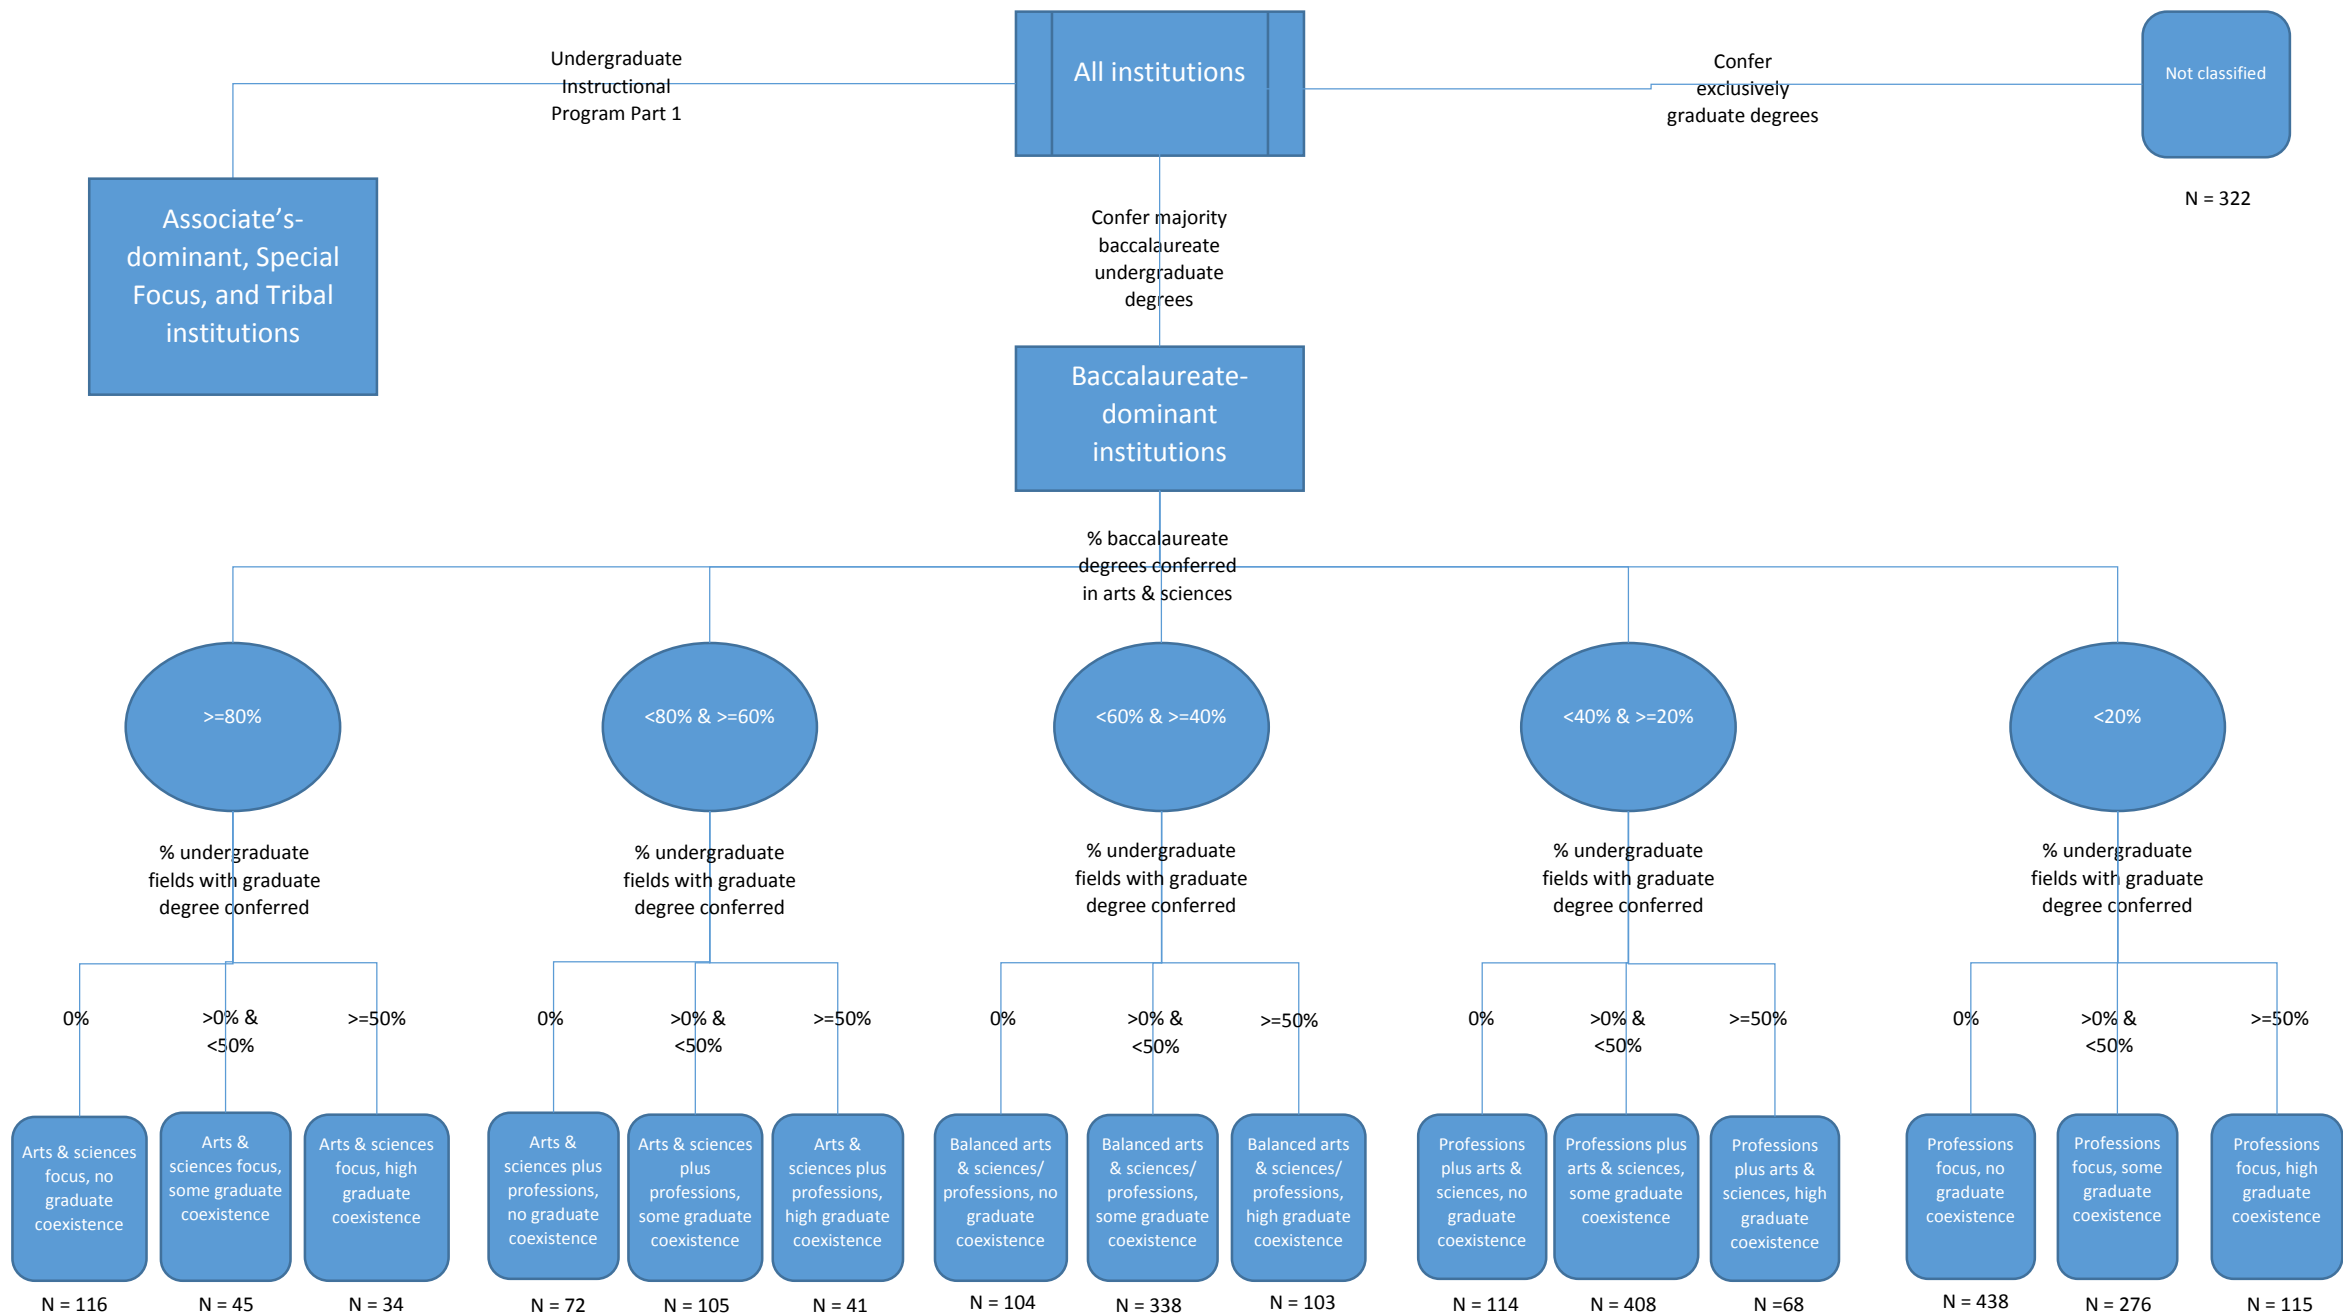 Undergraduate
Instructional
Program Part 1
All institutions
Confer
exclusively
graduate degrees
Not classified
N = 322
Associate’s-
dominant, Special
Focus, and Tribal
institutions
Confer majority
baccalaureate
undergraduate
degrees
Baccalaureate-
dominant
institutions
% baccalaureate
degrees conferred
in arts & sciences
>=80%
<80% & >=60%
<60% & >=40%
<40% & >=20%
<20%
% undergraduate
fields with graduate
degree conferred
% undergraduate
fields with graduate
degree conferred
% undergraduate
fields with graduate
degree conferred
% undergraduate
fields with graduate
degree conferred
% undergraduate
fields with graduate
degree conferred
0%
>0% &
<50%
>=50%
0%
>0% &
<50%
>=50%
0%
>0% &
<50%
>=50%
0%
>0% &
<50%
>=50%
0%
>0% &
<50%
>=50%
Arts & sciences
focus, no
graduate
coexistence
Arts &
sciences focus,
some graduate
coexistence
Arts & sciences
focus, high
graduate
coexistence
Arts &
sciences plus
professions,
no graduate
coexistence
Arts & sciences
plus
professions,
some graduate
coexistence
Arts &
sciences plus
professions,
high graduate
coexistence
Balanced arts
& sciences/
professions, no
graduate
coexistence
Balanced arts
& sciences/
professions,
some graduate
coexistence
Balanced arts
& sciences/
professions,
high graduate
coexistence
Professions
plus arts &
sciences, no
graduate
coexistence
Professions plus
arts & sciences,
some graduate
coexistence
Professions
plus arts &
sciences, high
graduate
coexistence
Professions
focus, no
graduate
coexistence
Professions
focus, some
graduate
coexistence
Professions
focus, high
graduate
coexistence
N = 116
N = 45
N = 34
N = 72
N = 105
N = 41
N = 104
N = 338
N = 103
N = 114
N = 408
N =68
N = 438
N = 276
N = 115